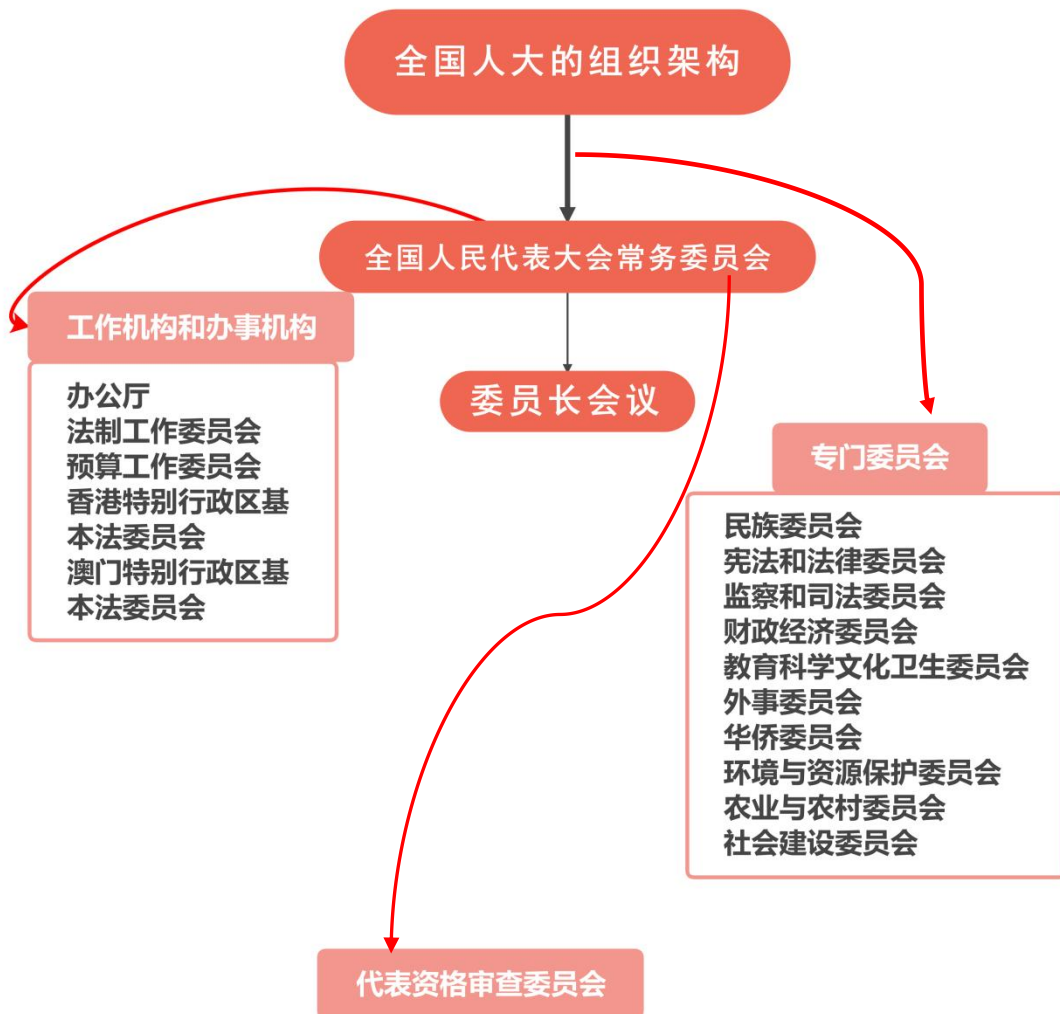 全国人大的组织架构
全国人民代表大会常务委员会
工作机构和办事机构
办公厅
法制工作委员会
预算工作委员会
香港特别行政区基
本法委员会
澳门特别行政区基
本法委员会
委员长会议
专门委员会
民族委员会
宪法和法律委员会
监察和司法委员会
财政经济委员会
教育科学文化卫生委员会
外事委员会
华侨委员会
环境与资源保护委员会
农业与农村委员会
社会建设委员会
代表资格审查委员会